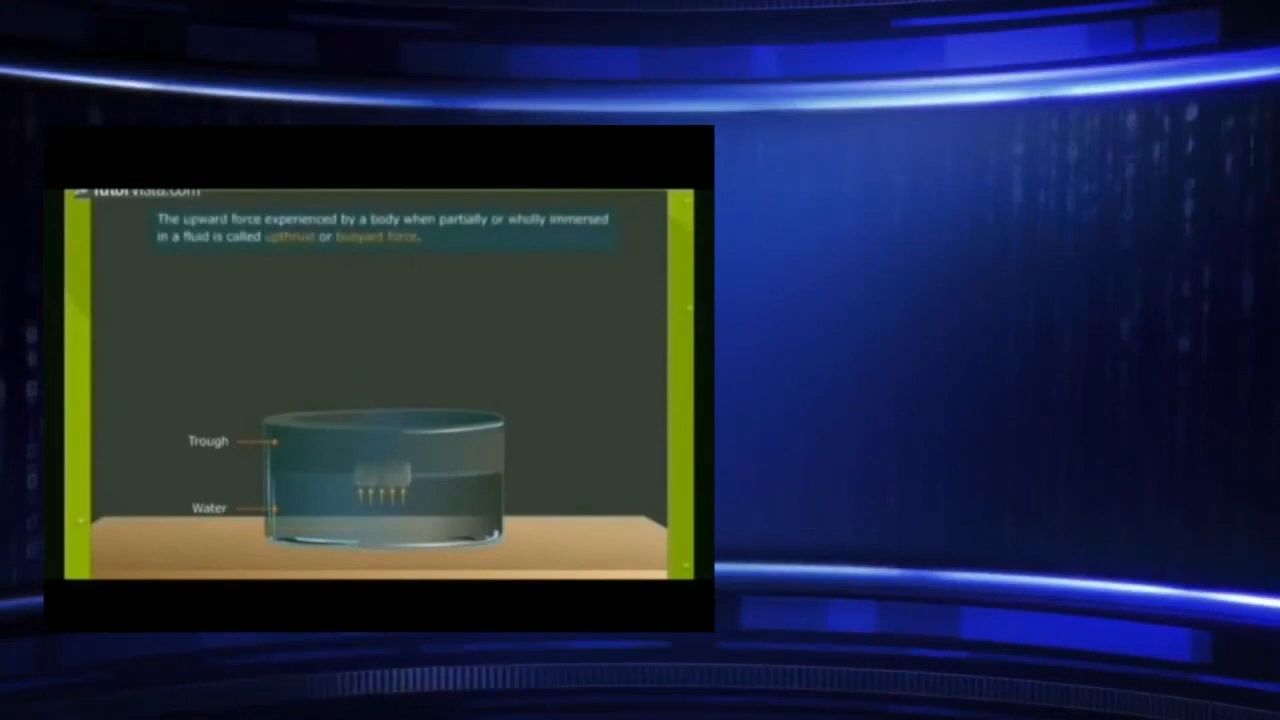 TutorVista.com
The upward force experienced by a body when partially or wholly immersed
in a fluid is called upthrust or buoyant force.
Trough
Water